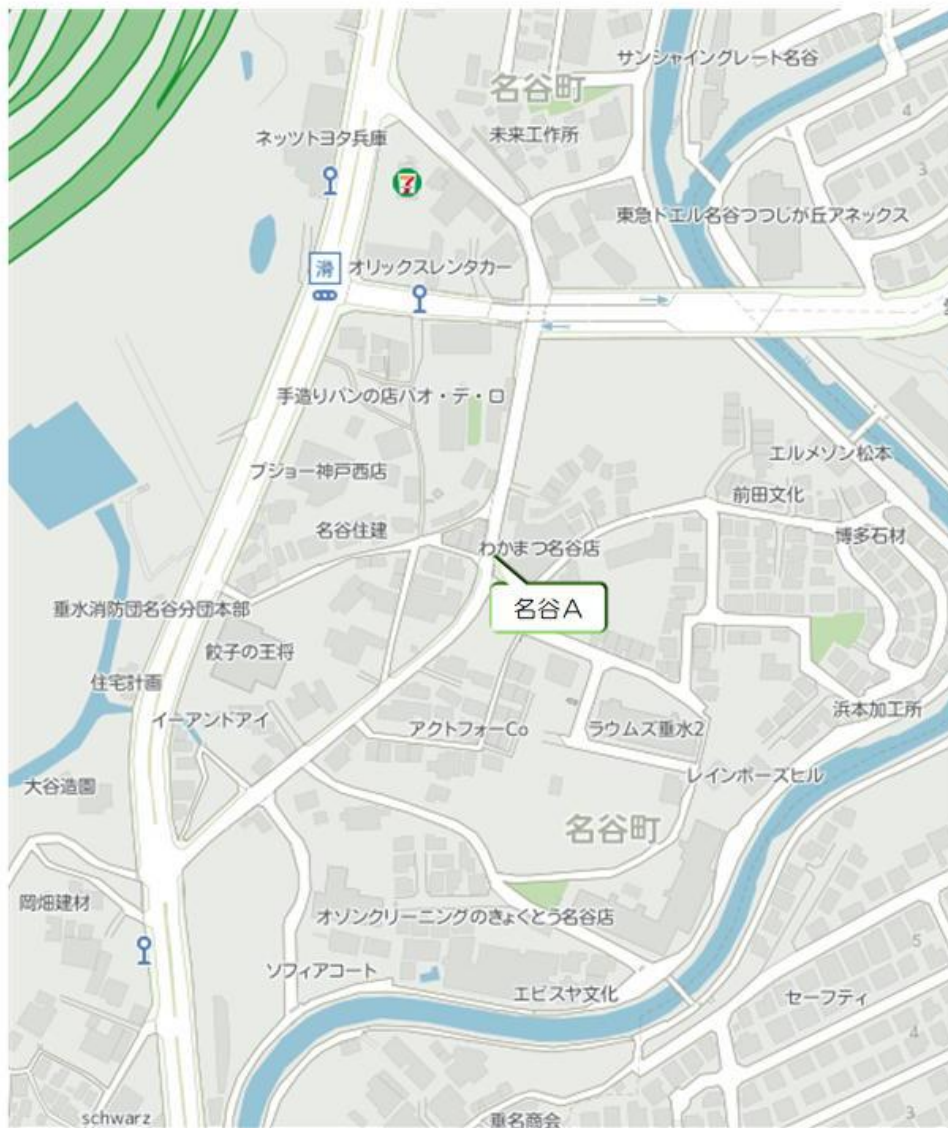 サンシャイングレート名谷
名谷町
4
ネッツトヨタ兵庫
未来工作所
3
7
東急ドエル名谷つつじが丘アネックス
滑
オリックスレンタカー
手造りパンの店パオ・デ・ロ
エルメゾン松本
プジョー神戸西店
前田文化
名谷住建
博多石材
わかまつ名谷店
名谷A
垂水消防団名谷分団本部
餃子の王将
住宅計画
イーアンドアイ
浜本加工所
アクトフォーCo
ラウムズ垂水2
大谷造園
レインボーズヒル
名谷町
岡畑建材
オゾンクリーニングのきょくとう名谷店
5
ソフィアコート
エビスヤ文化
セーフティ
4
schwarz
垂名商会
3